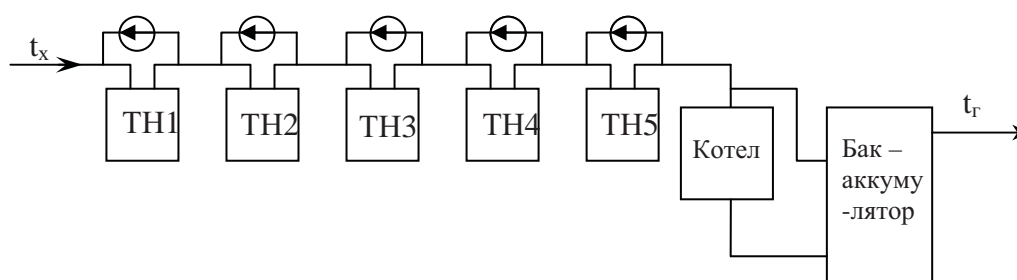 tх
ТН1
ТН2
ТН3
ТН4
ТН5
Котел
Бак –
аккуму
-лятор
tг